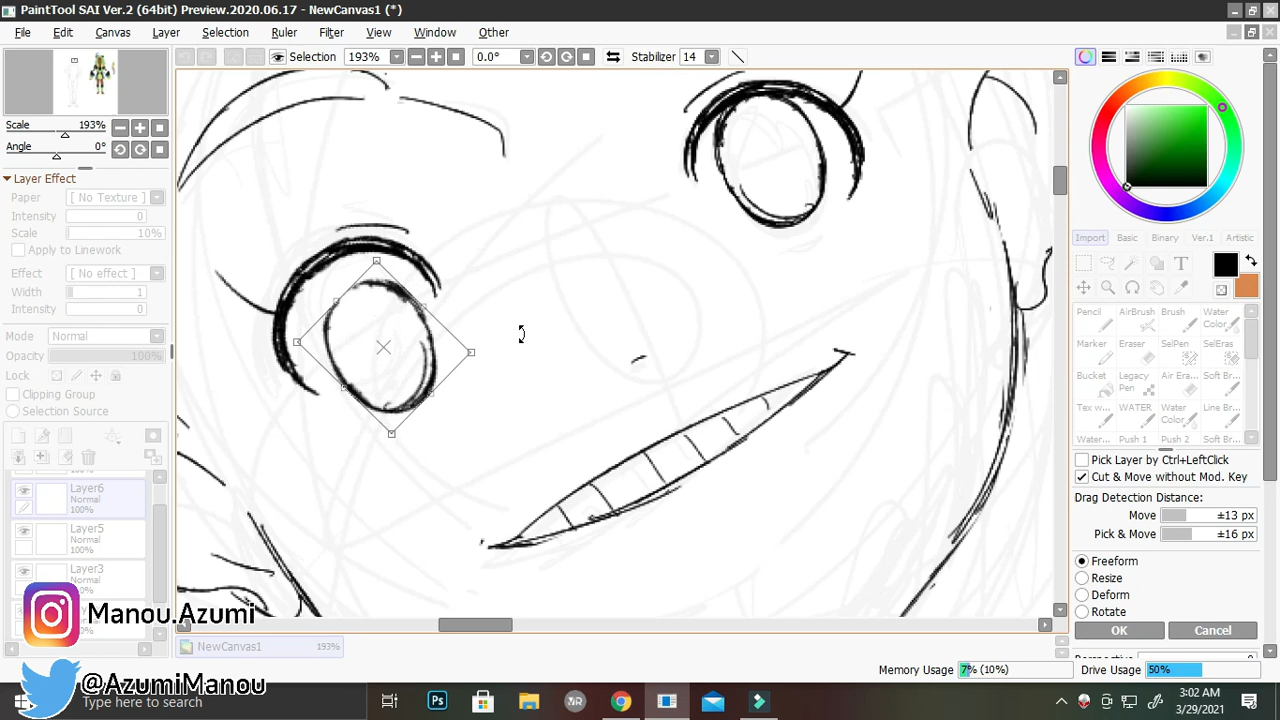 PaintTool SAI Ver.2 (64bit) Preview.2020.06.17 - NewCanvas1 (*)
File Edit Canvas Layer Selection Ruler Filter View Window Other
Selection 193% 0.0° Stabilizer 14
Scale 193%
Angle 0°
Layer Effect
Paper [ No Texture ]
Intensity 0
Scale 10%
Apply to Linework
Effect [ No effect ]
Width 1
Intensity 0
Mode Normal
Opacity 100%
Lock
Clipping Group
Selection Source
Layer6
Normal
100%
Layer5
Normal
100%
Layer3
Normal
100%
Manou.Azumi
@AzumiManou
Import Basic Binary Ver.1 Artistic
Pencil AirBrush Brush Water Color
Marker Eraser SelPen SelEras
Bucket Legacy Pen Air Era... Soft Br...
Tex w... WATER Water Color Line Br...
Water... Push 1 Push 2 Soft Br...
Pick Layer by Ctrl+LeftClick
Cut & Move without Mod. Key
Drag Detection Distance:
Move ±13 px
Pick & Move ±16 px
Freeform
Resize
Deform
Rotate
OK Cancel
NewCanvas1 193%
Memory Usage 7% (10%) Drive Usage 50%
Type here to search
Ps
3:02 AM
3/29/2021